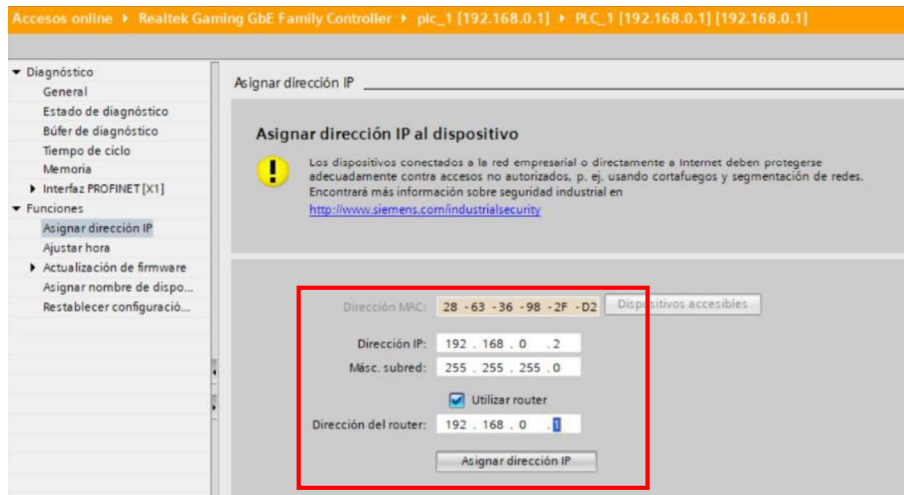 Accesos online ▸ Realtek Gaming GbE Family Controller ▸ plc_1 [192.168.0.1] ▸ PLC_1 [192.168.0.1] [192.168.0.1]
Diagnóstico
General
Estado de diagnóstico
Búfer de diagnóstico
Tiempo de ciclo
Memoria
Interfaz PROFINET [X1]
Funciones
Asignar dirección IP
Ajustar hora
Actualización de firmware
Asignar nombre de dispo...
Restablecer configuració...
Asignar dirección IP
Asignar dirección IP al dispositivo
Los dispositivos conectados a la red empresarial o directamente a Internet deben protegerse
adecuadamente contra accesos no autorizados, p. ej. usando cortafuegos y segmentación de redes.
Encontrará más información sobre seguridad industrial en
http://www.siemens.com/industrialsecurity
Dirección MAC: 28 -63 -36 -98 -2F -D2 Dispositivos accesibles
Dirección IP: 192 . 168 . 0 . 2
Másc. subred: 255 . 255 . 255 . 0
Utilizar router
Dirección del router: 192 . 168 . 0 . 1
Asignar dirección IP